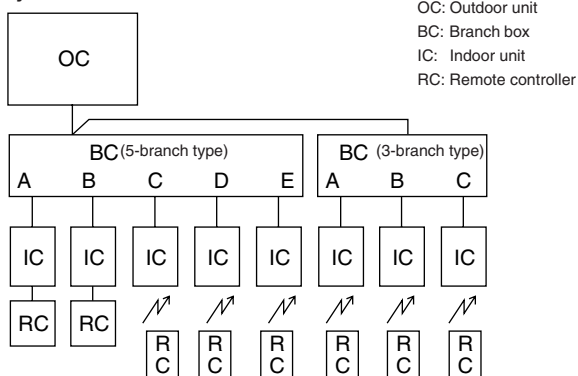 OC: Outdoor unit
BC: Branch box
IC: Indoor unit
RC: Remote controller
OC
BC (5-branch type)
BC (3-branch type)
A B C D E A B C
IC IC IC IC IC IC IC IC
RC RC
R R R R R R
C C C C C C